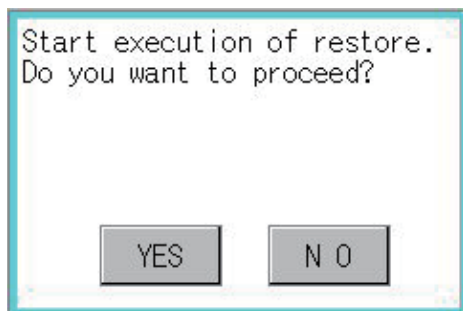 Start execution of restore.
Do you want to proceed?
YES
N O